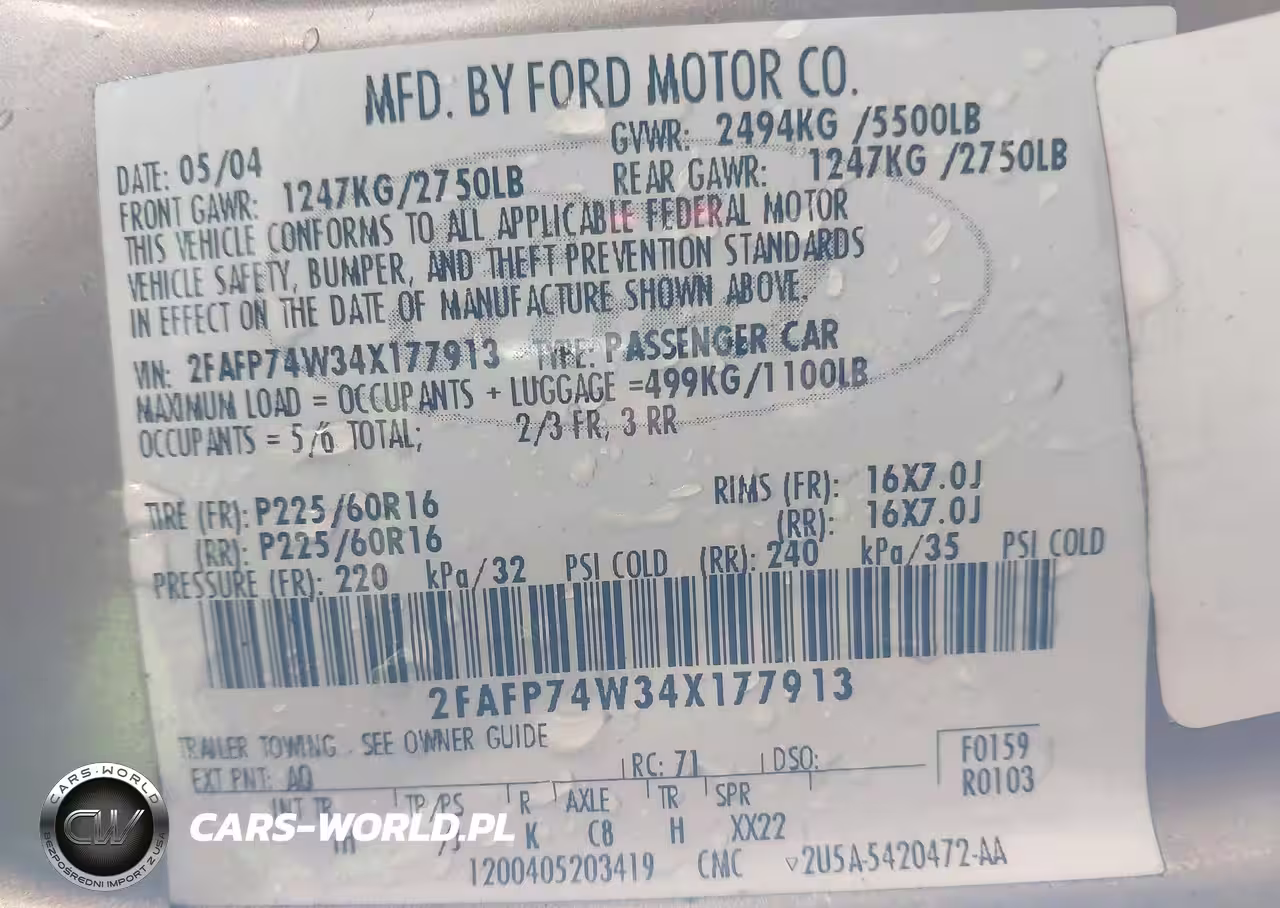 MFD. BY FORD MOTOR CO.
DATE: 05/04 GVWR: 2494KG /5500LB
FRONT GAWR: 1247KG/2750LB REAR GAWR: 1247KG /2750LB
THIS VEHICLE CONFORMS TO ALL APPLICABLE FEDERAL MOTOR
VEHICLE SAFETY, BUMPER, AND THEFT PREVENTION STANDARDS
IN EFFECT ON THE DATE OF MANUFACTURE SHOWN ABOVE.
VIN: 2FAFP74W34X177913 TYPE: PASSENGER CAR
MAXIMUM LOAD = OCCUPANTS + LUGGAGE =499KG/1100LB
OCCUPANTS = 5/6 TOTAL; 2/3 FR, 3 RR
TIRE (FR): P225/60R16 RIMS (FR): 16X7.0J
(RR): P225/60R16 (RR): 16X7.0J
PRESSURE (FR): 220 kPa/32 PSI COLD (RR): 240 kPa/35 PSI COLD
2FAFP74W34X177913
TRAILER TOWING - SEE OWNER GUIDE
EXT PNT: AQ RC: 71 DSO: F0159
R0103
INT TR TP/PS R AXLE TR SPR
K C8 H XX22
1200405203419 CMC ▽2U5A-5420472-AA
CARS-WORLD
CW
BEZPOŚREDNI IMPORT Z USA
CARS-WORLD.PL